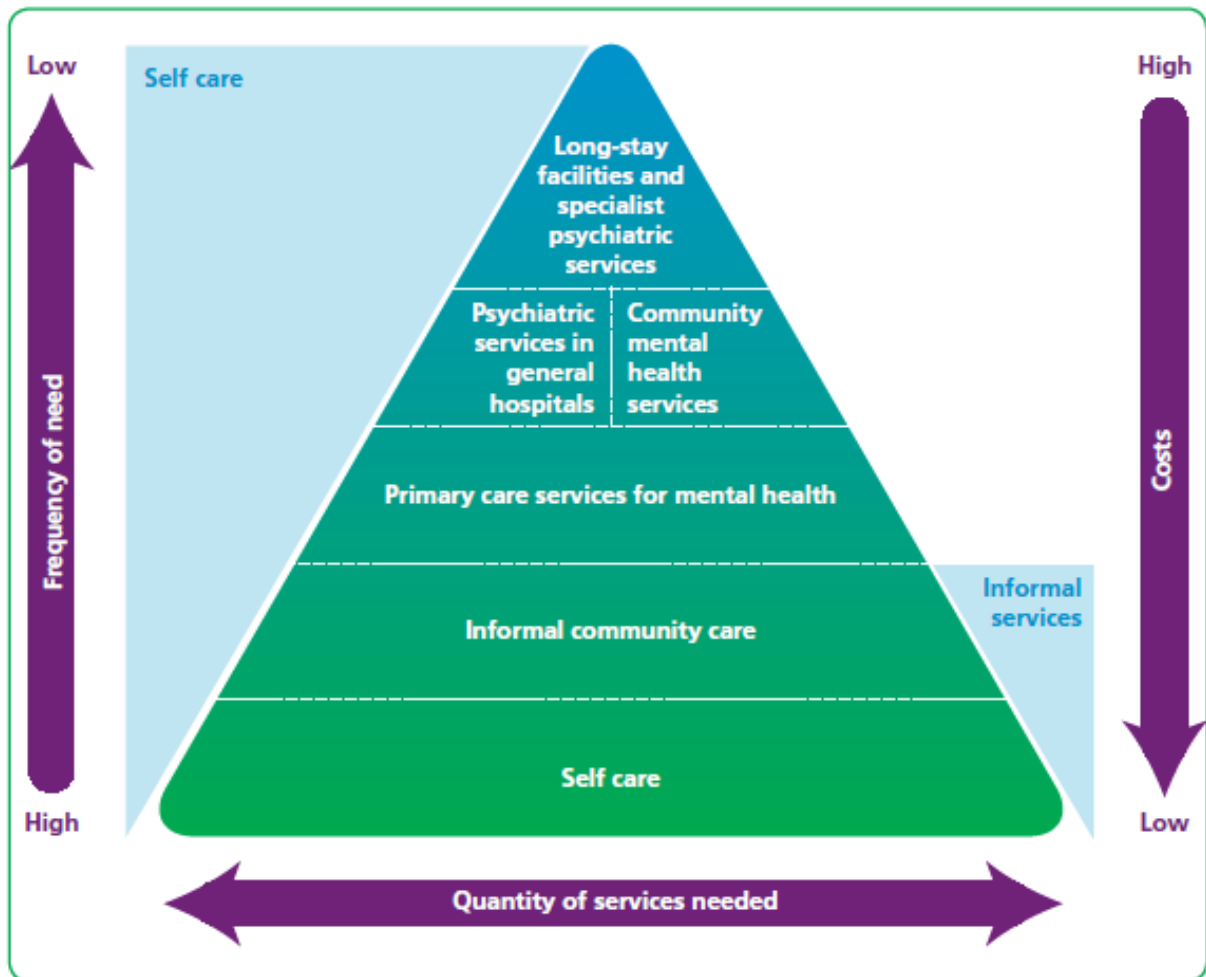 Low
High
Self care
Long-stay
facilities and
specialist
psychiatric
services
Psychiatric
services in
general
hospitals
Community
mental
health
services
Frequency of need
Costs
Primary care services for mental health
Informal
services
Informal community care
Self care
High
Low
Quantity of services needed